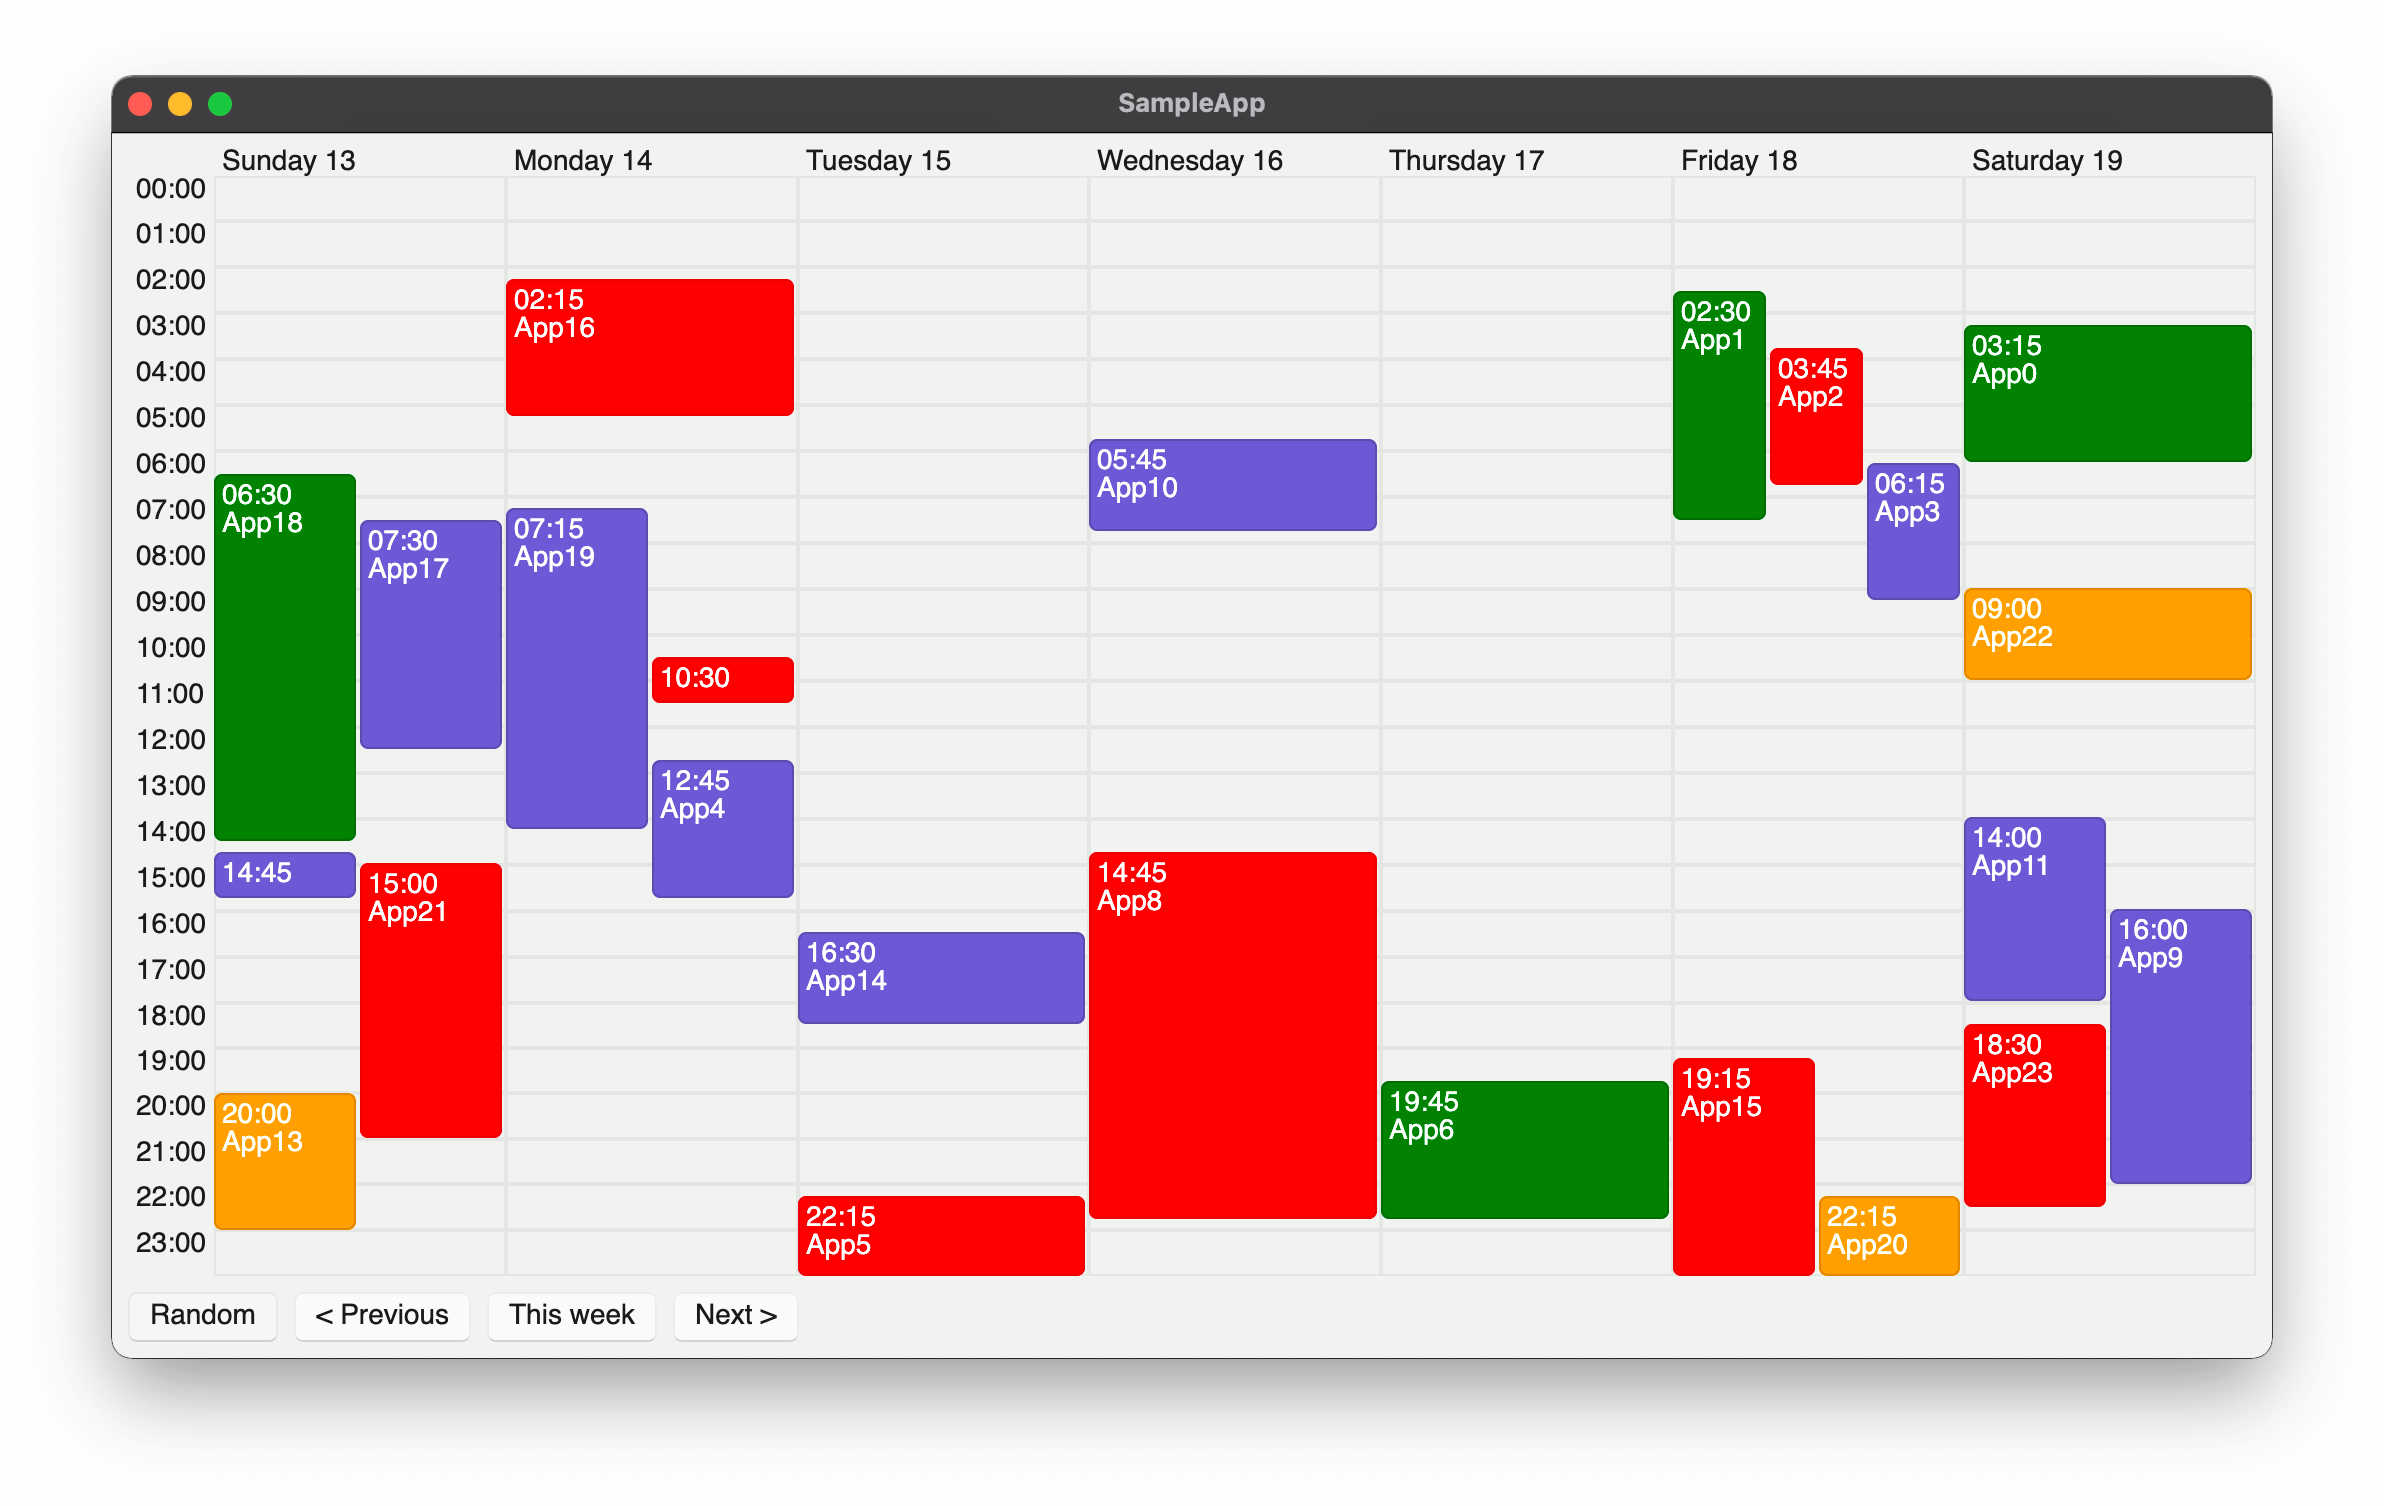 SampleApp
Sunday 13
Monday 14
Tuesday 15
Wednesday 16
Thursday 17
Friday 18
Saturday 19
00:00
01:00
02:00
03:00
04:00
05:00
06:00
07:00
08:00
09:00
10:00
11:00
12:00
13:00
14:00
15:00
16:00
17:00
18:00
19:00
20:00
21:00
22:00
23:00
06:30
App18
07:30
App17
14:45
15:00
App21
20:00
App13
02:15
App16
07:15
App19
10:30
12:45
App4
16:30
App14
22:15
App5
05:45
App10
14:45
App8
19:45
App6
02:30
App1
03:45
App2
06:15
App3
19:15
App15
22:15
App20
03:15
App0
09:00
App22
14:00
App11
16:00
App9
18:30
App23
Random
< Previous
This week
Next >